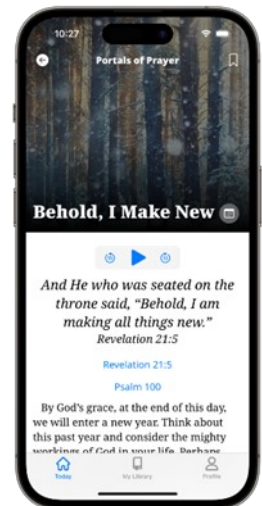 10:27
Portals of Prayer
Behold, I Make New
And He who was seated on the
throne said, “Behold, I am
making all things new.”
Revelation 21:5
Revelation 21:5
Psalm 100
By God’s grace, at the end of this day,
we will enter a new year. Think about
this past year and consider the mighty
workings of God in your life. Perhaps
Today
My Library
Profile